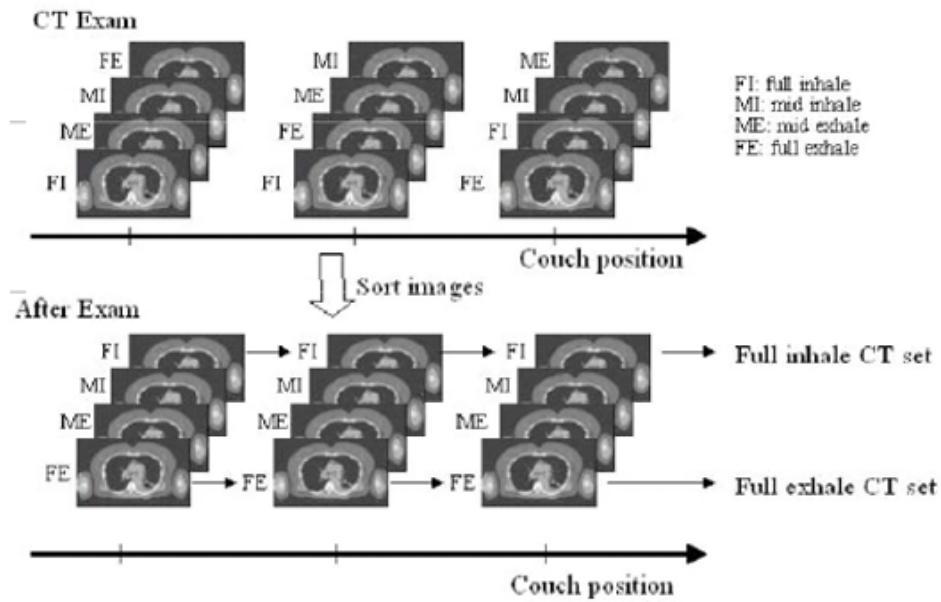 CT Exam
FE
MI
ME
FI
MI
ME
FE
FI
ME
MI
FI
FE
FI: full inhale
MI: mid inhale
ME: mid exhale
FE: full exhale
Couch position
Sort images
After Exam
FI
MI
ME
FE
FI
MI
ME
FE
FI
MI
ME
FE
Full inhale CT set
Full exhale CT set
Couch position